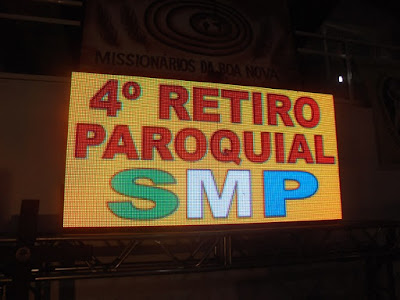 MISSIONÁRIOS DA BOA NOVA
4º RETIRO
PAROQUIAL
SMP